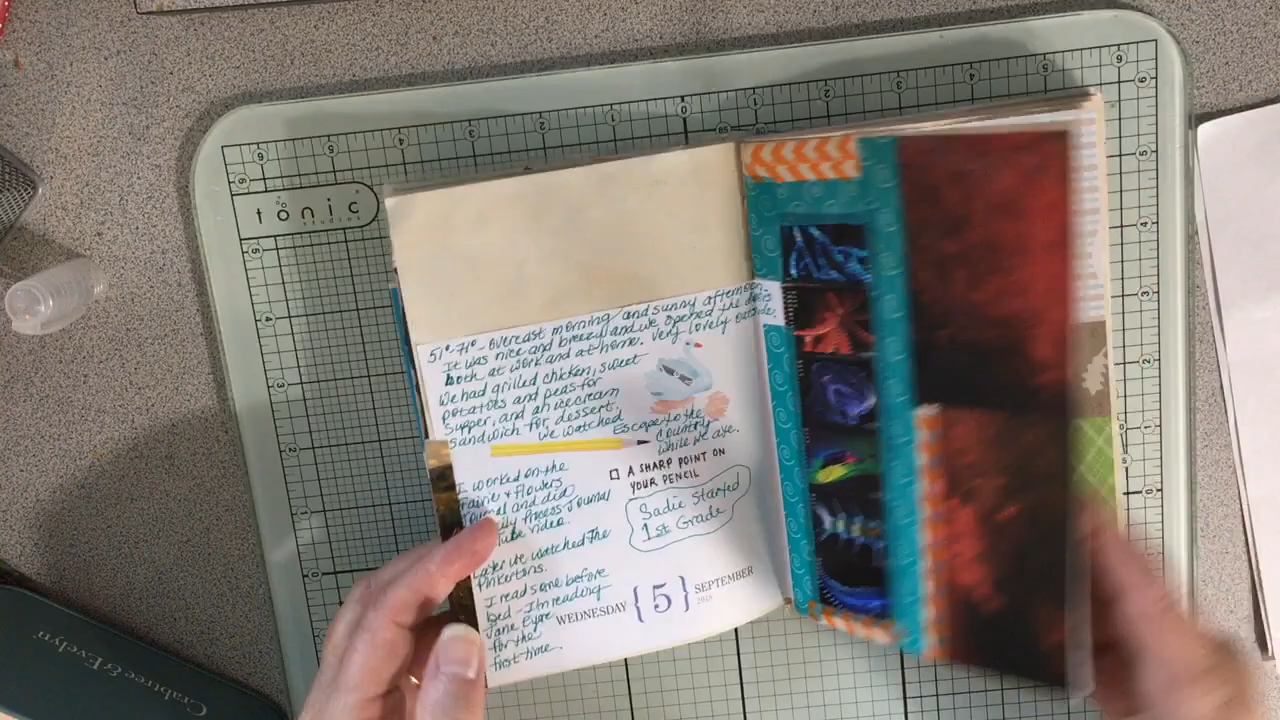 tonic
studios
51°-71°- overcast morning and sunny afternoon.
It was nice and breezy and we opened the doors
both at work and at home. Very lovely outside.
We had grilled chicken, sweet
potatoes and peas for
supper, and an icecream
sandwich for dessert.
We watched Escape to the
Country
while we ate.
A SHARP POINT ON
YOUR PENCIL
I worked on the
Fairie + Flowers
Journal and did
Process Journal
Tube video.
Later we watched the
Pinkertons.
I read some before
bed - I'm reading
Jane Eyre
for the
first time.
Sadie Started
1st Grade
WEDNESDAY {5} SEPTEMBER
2018
Crabtree & Evelyn